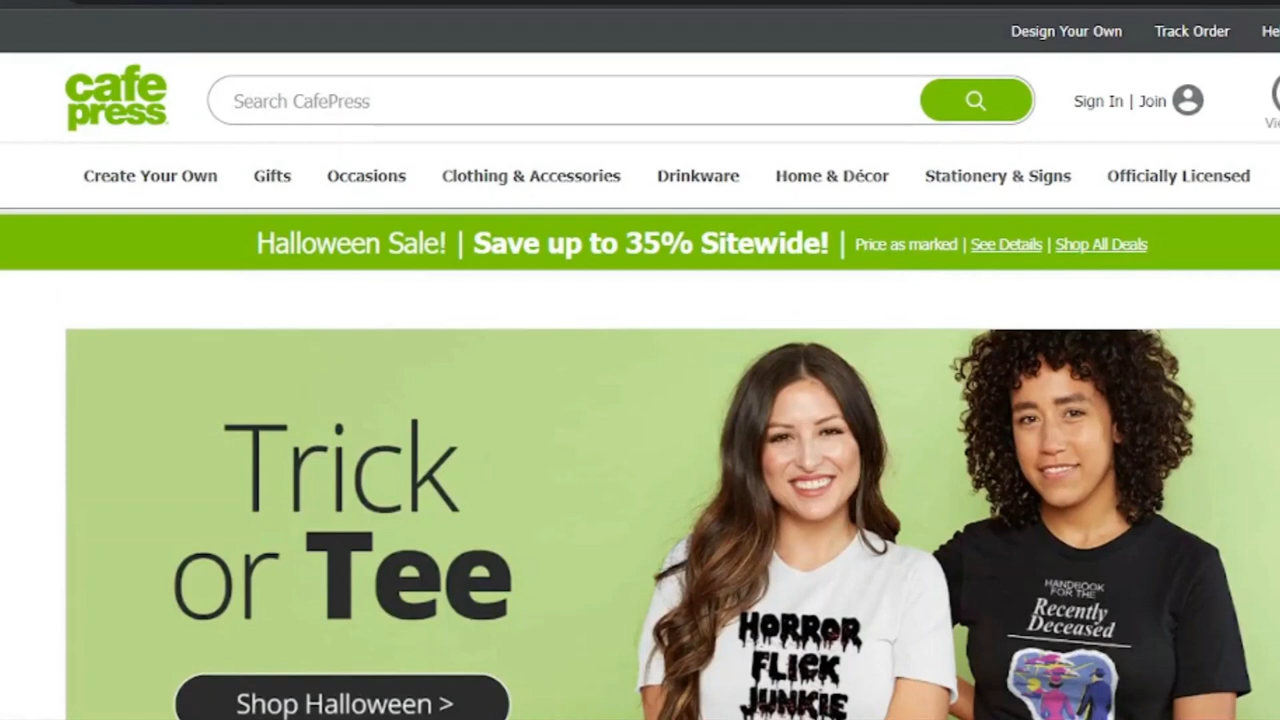 Design Your Own Track Order
cafe press
Search CafePress
Sign In | Join
Create Your Own Gifts Occasions Clothing & Accessories Drinkware Home & Décor Stationery & Signs Officially Licensed
Halloween Sale! | Save up to 35% Sitewide! | Price as marked | See Details | Shop All Deals
Trick
or Tee
Shop Halloween >
HORROR
FLICK
JUNKIE
HANDBOOK
FOR THE
Recently
Deceased